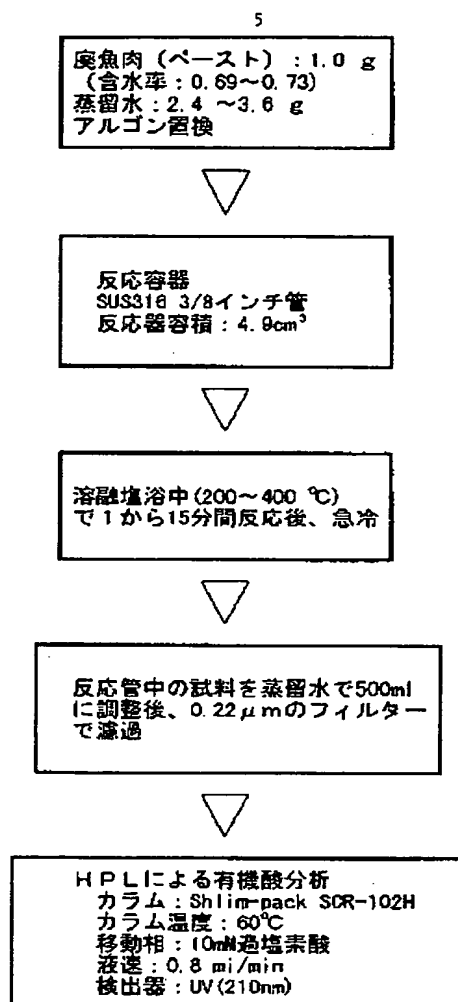 5
廃魚肉(ペースト):1.0 g
(含水率:0.69~0.73)
蒸留水:2.4 ~3.6 g
アルゴン置換
反応容器
SUS316 3/8インチ管
反応器容積:4.9cm³
溶融塩浴中(200~400 ℃)
で1から15分間反応後、急冷
反応管中の試料を蒸留水で500ml
に調整後、0.22μmのフィルター
で濾過
HPLによる有機酸分析
カラム:Shlim-pack SCR-102H
カラム温度:60℃
移動相:10mM過塩素酸
液速:0.8 mi/min
検出器:UV(210nm)